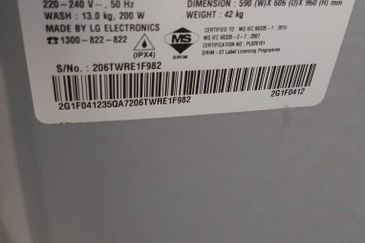 220 - 240 V~, 50 Hz
DIMENSION : 590 (W)X 606 (D)X 960 (H) mm
WASH : 13.0 kg, 200 W
WEIGHT : 42 kg
MADE BY LG ELECTRONICS
☎1300-822-822
(IPX4)
MS
SIRIM
CERTIFIED TO : MS IEC 60335 - 1 : 2015
MS IEC 60335 - 2 - 7 : 2007
CERTIFICATION NO :
SIRIM - ST Label Licensing Programme
S/No. : 206TWRE1F982
2G1F041235QA7206TWRE1F982
2G1F0412